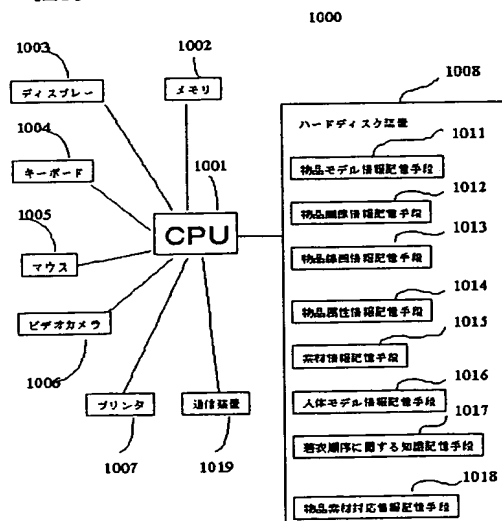 1000
1003
1002
1008
ディスプレー
メモリ
ハードディスク装置
1004
1011
キーボード
1001
物品モデル情報記憶手段
1012
CPU
物品画像情報記憶手段
1005
1013
マウス
物品線画情報記憶手段
1014
ビデオカメラ
物品属性情報記憶手段
1015
素材情報記憶手段
1006
1016
プリンタ
通信装置
人体モデル情報記憶手段
1017
着衣順序に関する知識記憶手段
1007
1019
1018
物品素材対応情報記憶手段